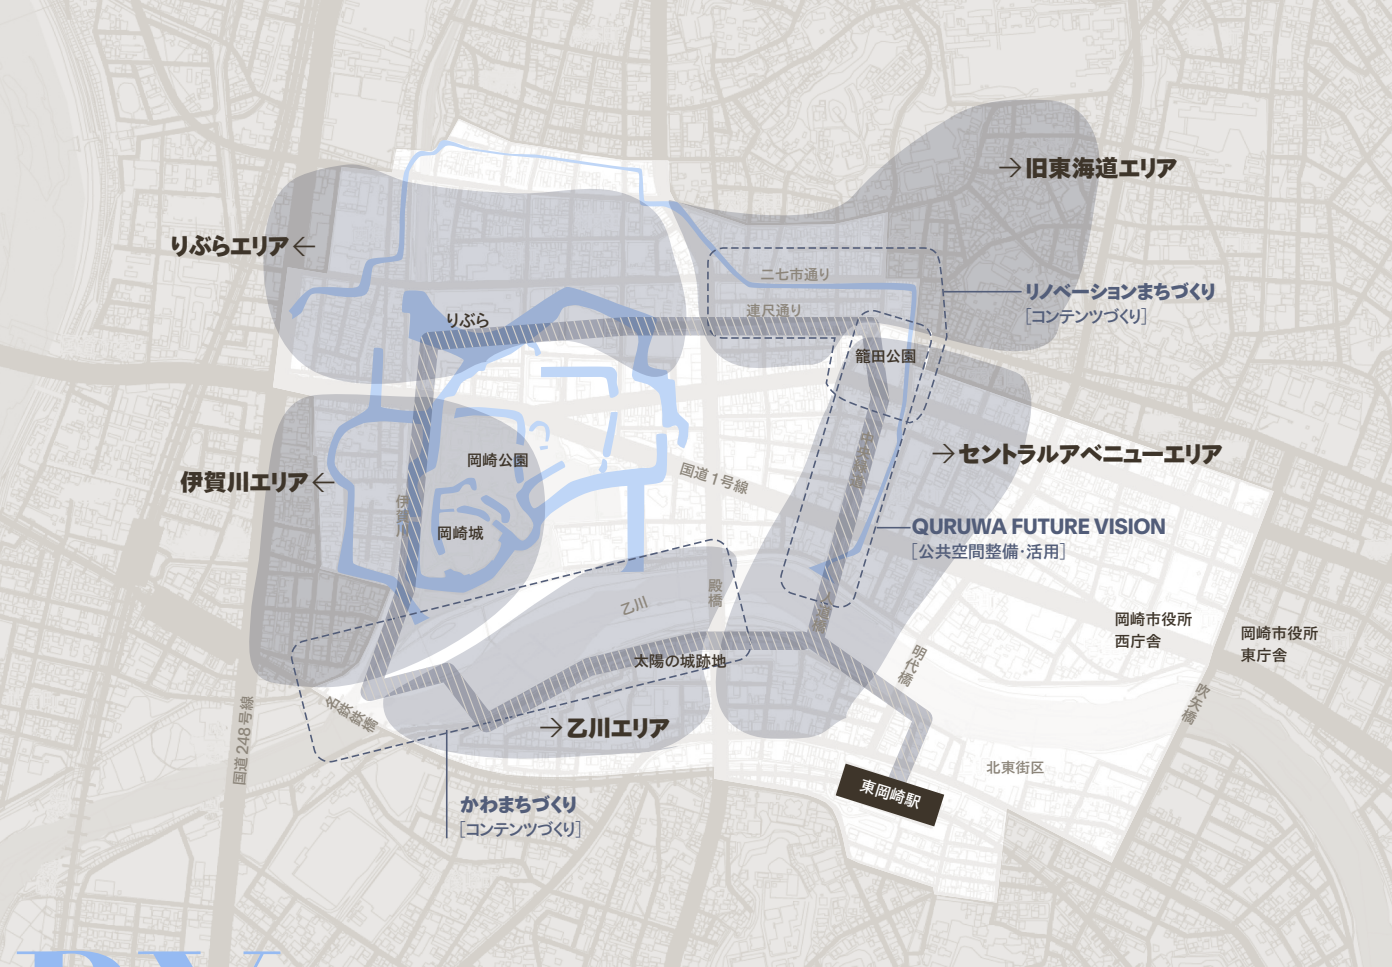 旧東海道エリア
りぶらエリア
二七市通り
リノベーションまちづくり
連尺通り
[コンテンツづくり]
りぶら
籠田公園
セントラルアベニューエリア
岡崎公園
国道1号線
伊賀川エリア
伊賀川
岡崎城
QURUWA FUTURE VISION
[公共空間整備・活用]
殿橋
乙川
岡崎市役所
西庁舎
岡崎市役所
東庁舎
太陽の城跡地
明代橋
吹矢橋
名鉄鉄橋
乙川エリア
国道248号線
北東街区
東岡崎駅
かわまちづくり
[コンテンツづくり]